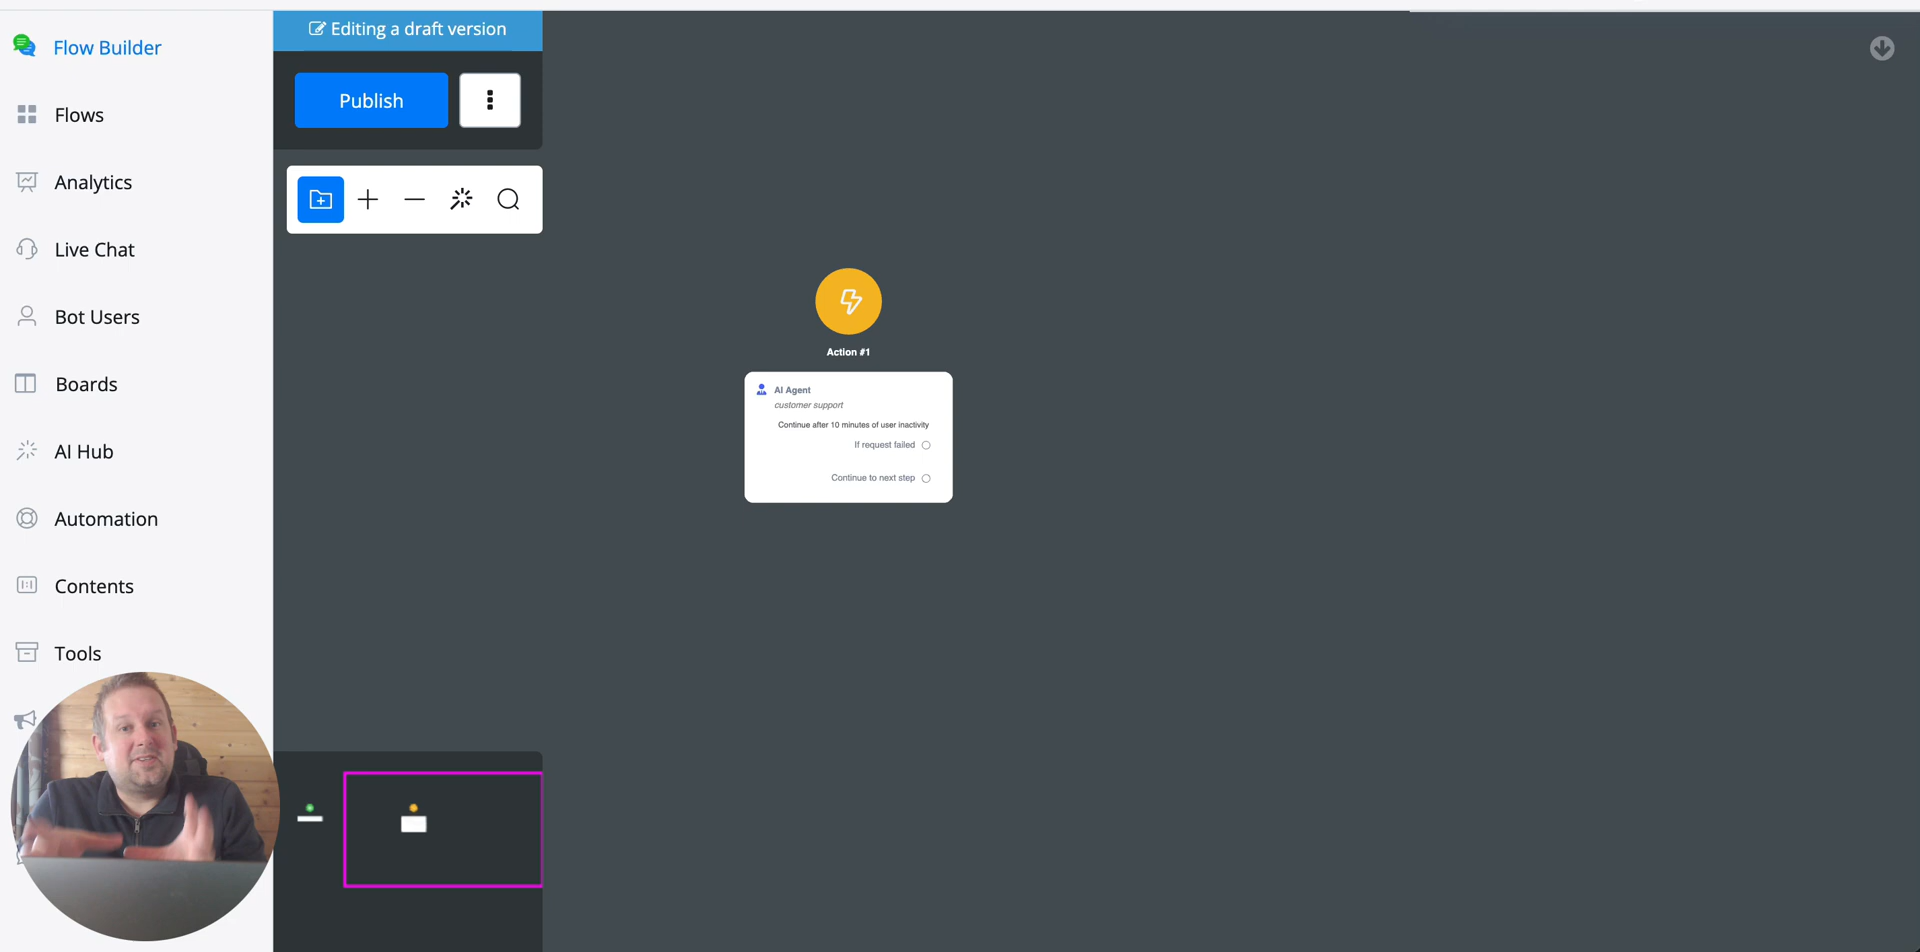 Flow Builder
Flows
Analytics
Live Chat
Bot Users
Boards
AI Hub
Automation
Contents
Tools
Editing a draft version
Publish
Action #1
AI Agent
customer support
Continue after 10 minutes of user inactivity
If request failed
Continue to next step